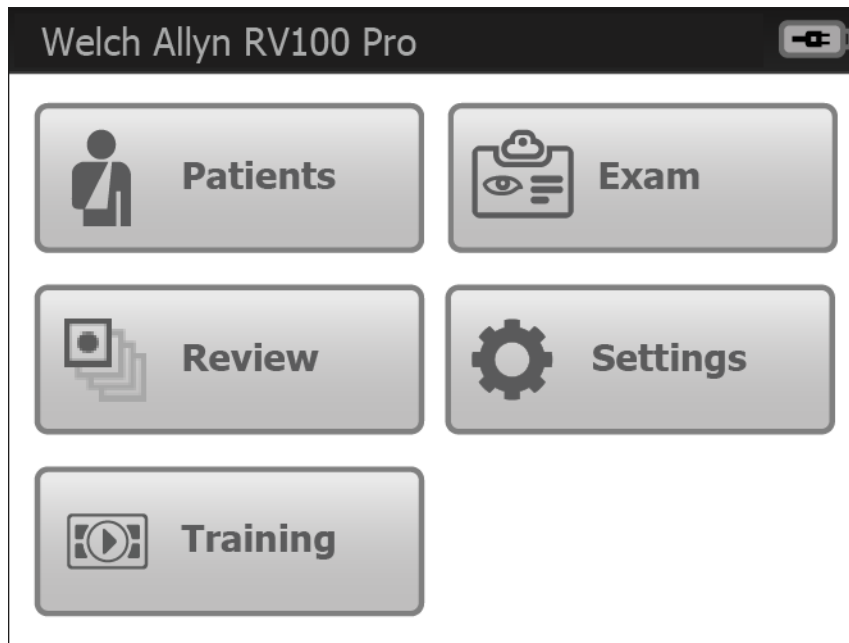 Welch Allyn RV100 Pro
Patients
Exam
Review
Settings
Training